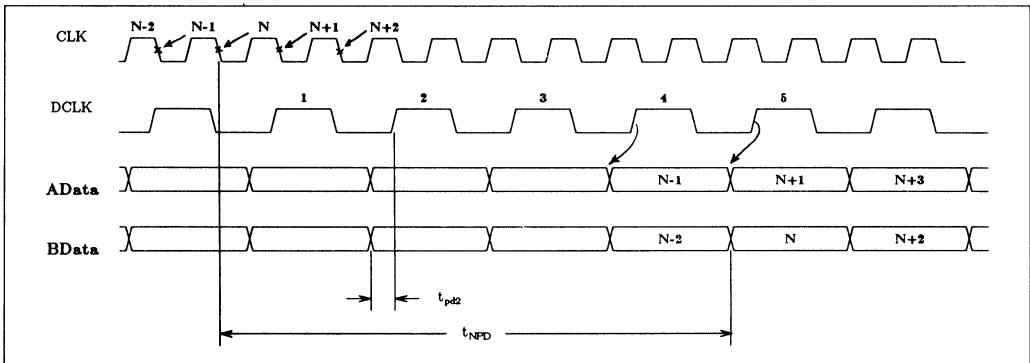 N-2 N-1 N N+1 N+2
CLK
DCLK 1 2 3 4 5
AData N-1 N+1 N+3
BData N-2 N N+2
tpd2
tNPD